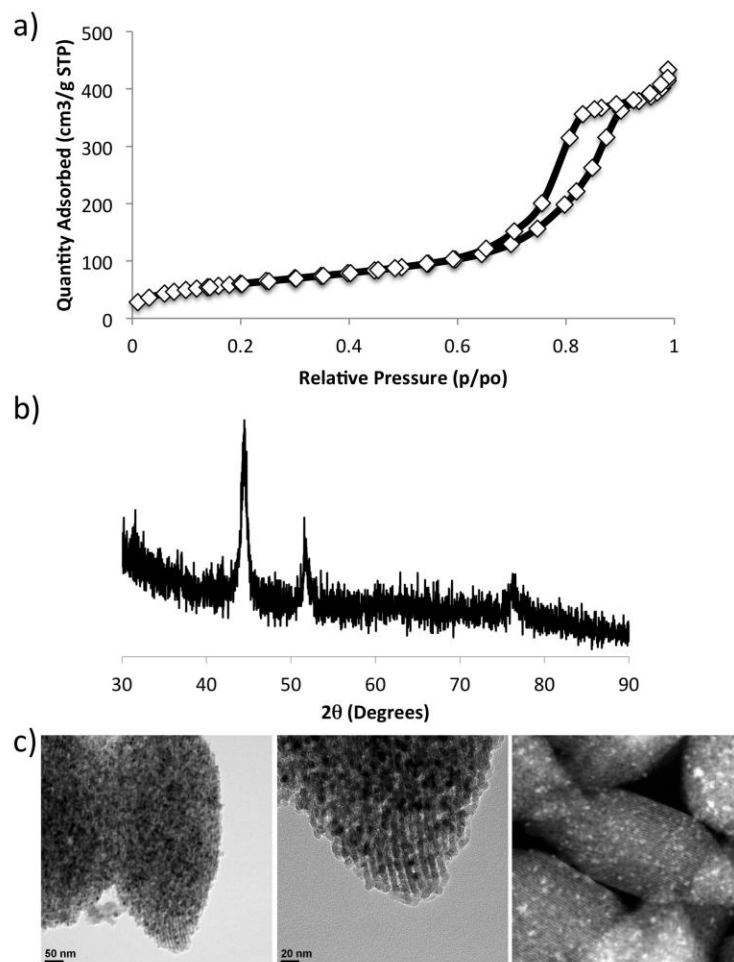 a)
Quantity Adsorbed (cm3/g STP)
500
400
300
200
100
0
0 0.2 0.4 0.6 0.8 1
Relative Pressure (p/po)
b)
30 40 50 60 70 80 90
2θ (Degrees)
c)
50 nm 20 nm